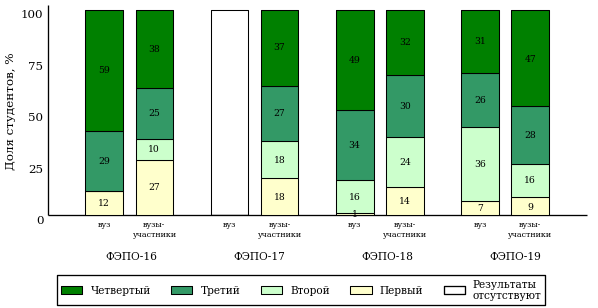 Доля студентов, %
100
75
50
25
0
59
29
12
38
25
10
27
37
27
18
18
49
34
16
1
32
30
24
14
31
26
36
7
47
28
16
9
вуз
вузы-
участники
вуз
вузы-
участники
вуз
вузы-
участники
вуз
вузы-
участники
ФЭПО-16
ФЭПО-17
ФЭПО-18
ФЭПО-19
Четвертый
Третий
Второй
Первый
Результаты
отсутствуют